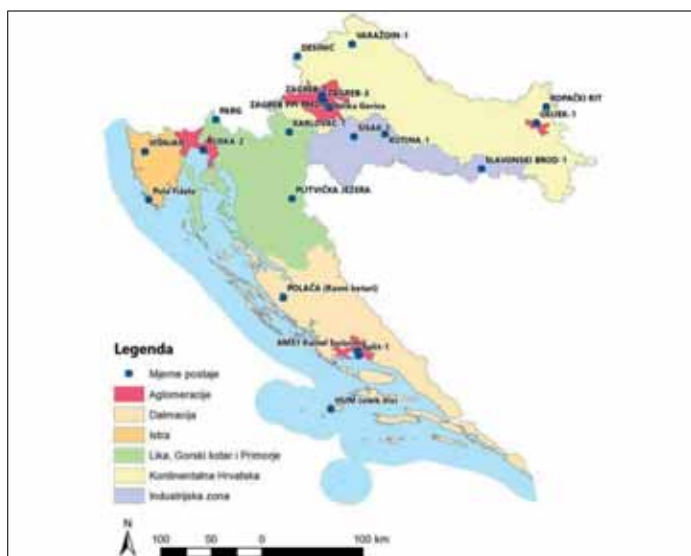 VARAŽDIN-1
DESINIĆ
ZAGREB-3
KOPAČKI RIT
OSIJEK-1
PARG
KARLOVAC-1
SISAK-1
KUTINA-1
VIŠNJAN
RIJEKA-2
SLAVONSKI BROD-1
Pula Fižela
PLITVIČKA JEZERA
POLAČA (Ravni kotari)
HUM (otok Vis)
Legenda
Mjerne postaje
Aglomeracije
Dalmacija
Istra
Lika, Gorski kotar i Primorje
Kontinentalna Hrvatska
Industrijska zona
N
100 50 0 100 km